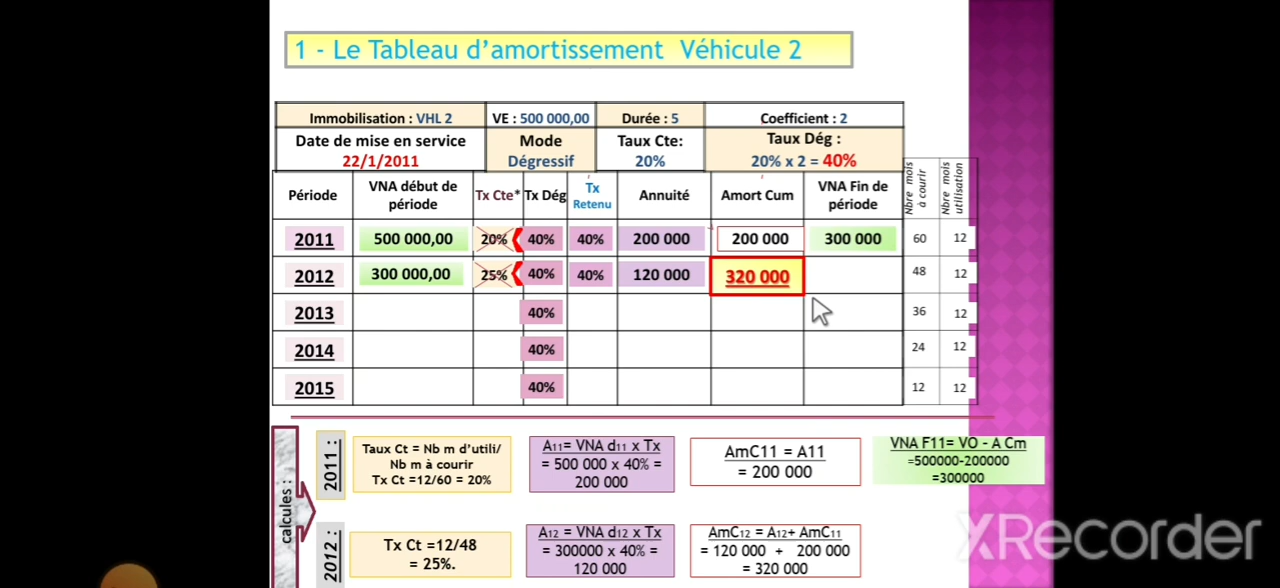 1 - Le Tableau d'amortissement Véhicule 2
Immobilisation : VHL 2 VE : 500 000,00 Durée : 5 Coefficient : 2
Date de mise en service
22/1/2011
Mode
Dégressif
Taux Cte:
20%
Taux Dég :
20% x 2 = 40%
Période
VNA début de
période
Tx Cte*
Tx Dég
Tx
Retenu
Annuité
Amort Cum
VNA Fin de
période
Nbre mois
à courir
Nbre mois
utilisation
2011 500 000,00 20% 40% 40% 200 000 200 000 300 000 60 12
2012 300 000,00 25% 40% 40% 120 000 320 000 48 12
2013 40% 36 12
2014 40% 24 12
2015 40% 12 12
calcules :
2011 :
Taux Ct = Nb m d'utili/
Nb m à courir
Tx Ct =12/60 = 20%
A11= VNA d11 x Tx
= 500 000 x 40% =
200 000
AmC11 = A11
= 200 000
VNA F11= VO - A Cm
=500000-200000
=300000
2012 :
Tx Ct =12/48
= 25%.
A12 = VNA d12 x Tx
= 300000 x 40% =
120 000
AmC12 = A12+ AmC11
= 120 000 + 200 000
= 320 000
XRecorder